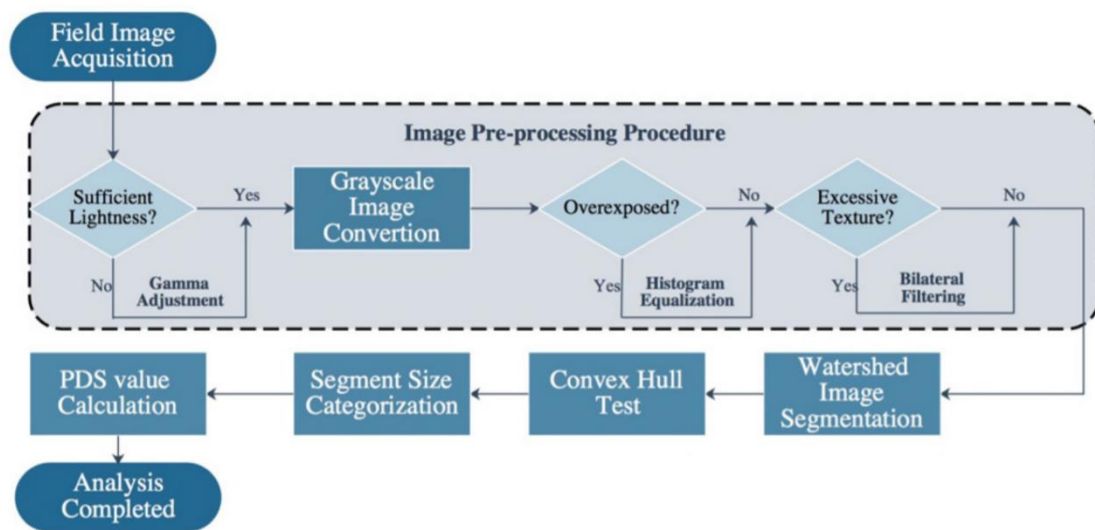 Field Image
Acquisition
Image Pre-processing Procedure
Sufficient
Lightness?
Yes
No
Gamma
Adjustment
Grayscale
Image
Convertion
Overexposed?
No
Yes
Histogram
Equalization
Excessive
Texture?
No
Yes
Bilateral
Filtering
Watershed
Image
Segmentation
Convex Hull
Test
Segment Size
Categorization
PDS value
Calculation
Analysis
Completed